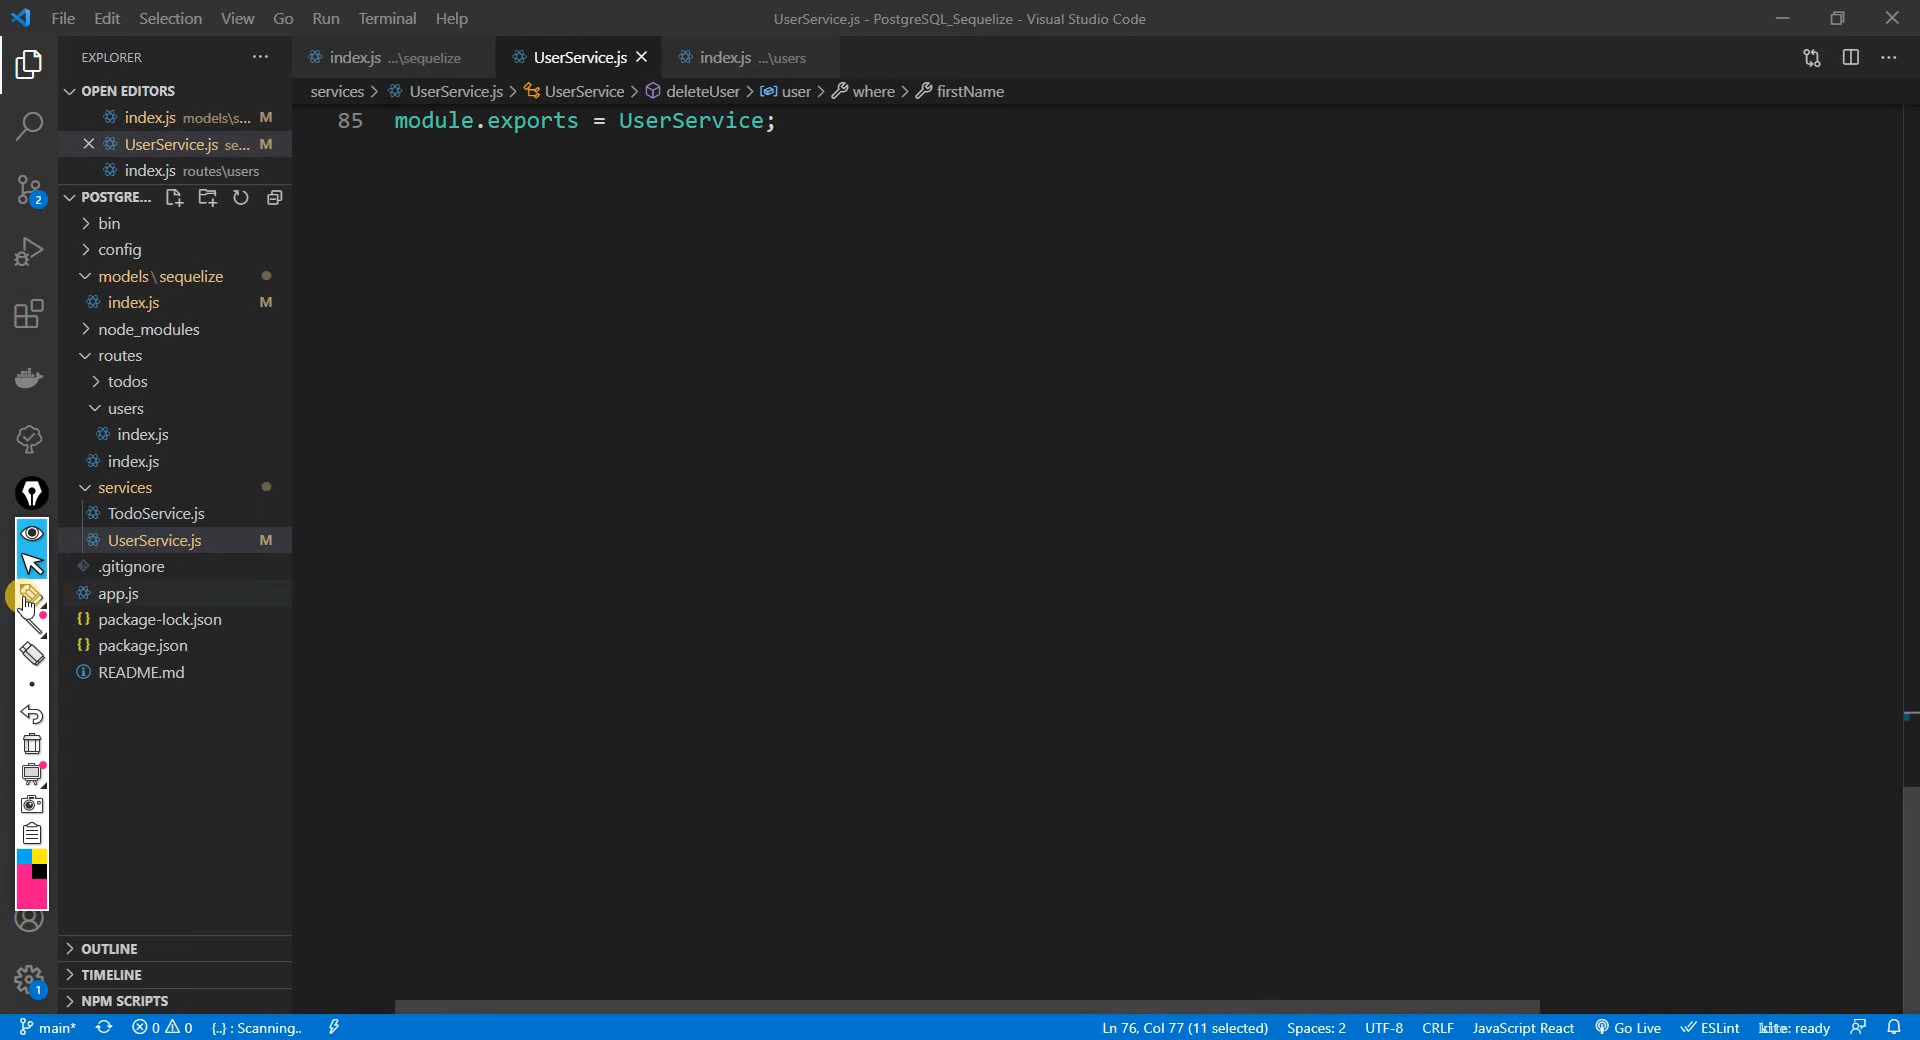 File Edit Selection View Go Run Terminal Help
UserService.js - PostgreSQL_Sequelize - Visual Studio Code
EXPLORER
index.js ...\sequelize
UserService.js
index.js ...\users
OPEN EDITORS
services > UserService.js > UserService > deleteUser > user > where > firstName
index.js models\s... M
UserService.js se... M
index.js routes\users
85 module.exports = UserService;
POSTGRE...
bin
config
models\sequelize
index.js M
node_modules
routes
todos
users
index.js
index.js
services
TodoService.js
UserService.js M
.gitignore
app.js
package-lock.json
package.json
README.md
2
OUTLINE
TIMELINE
NPM SCRIPTS
1
main* 0 0 {..} : Scanning.. Ln 76, Col 77 (11 selected) Spaces: 2 UTF-8 CRLF JavaScript React Go Live ESLint kite: ready